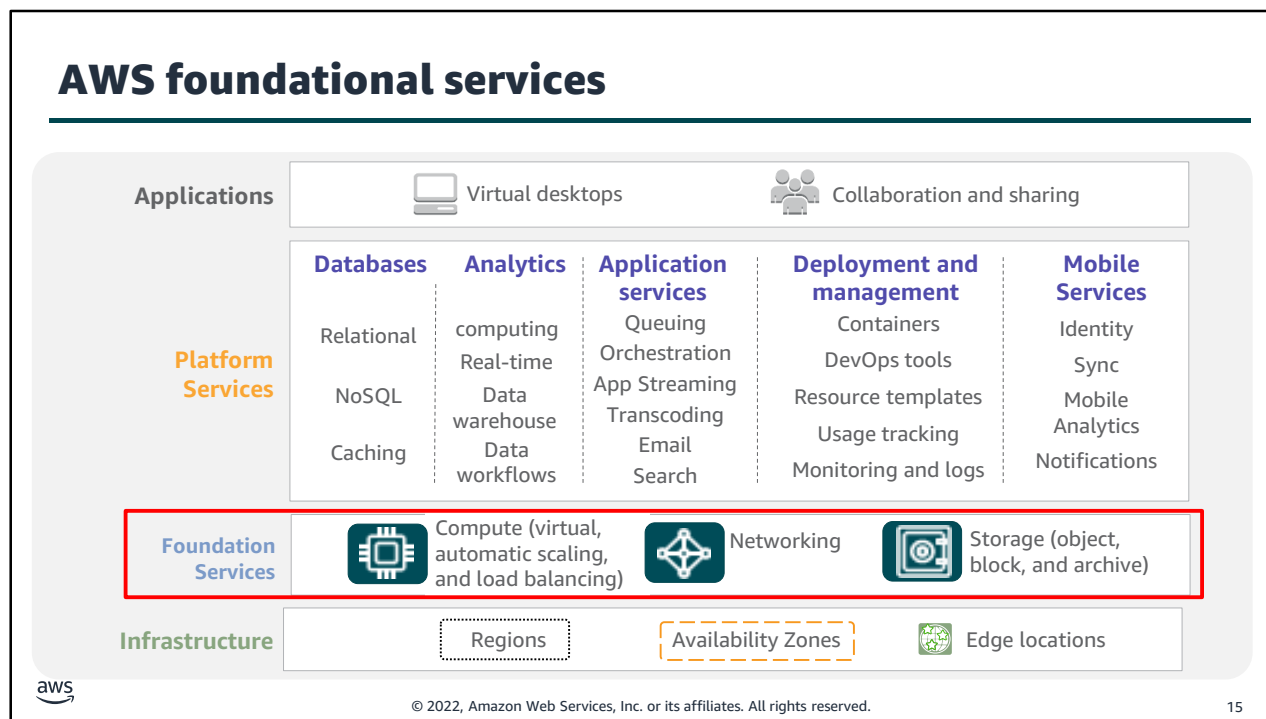 AWS foundational services
Applications
Virtual desktops
Collaboration and sharing
Platform
Services
Databases
Relational
NoSQL
Caching
Analytics
computing
Real-time
Data
warehouse
Data
workflows
Application
services
Queuing
Orchestration
App Streaming
Transcoding
Email
Search
Deployment and
management
Containers
DevOps tools
Resource templates
Usage tracking
Monitoring and logs
Mobile
Services
Identity
Sync
Mobile
Analytics
Notifications
Foundation
Services
Compute (virtual,
automatic scaling,
and load balancing)
Networking
Storage (object,
block, and archive)
Infrastructure
Regions
Availability Zones
Edge locations
aws
© 2022, Amazon Web Services, Inc. or its affiliates. All rights reserved.
15